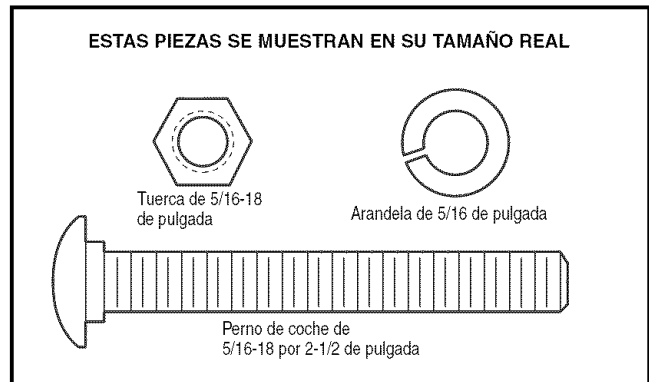 ESTAS PIEZAS SE MUESTRAN EN SU TAMAÑO REAL
Tuerca de 5/16-18
de pulgada
Arandela de 5/16 de pulgada
Perno de coche de
5/16-18 por 2-1/2 de pulgada